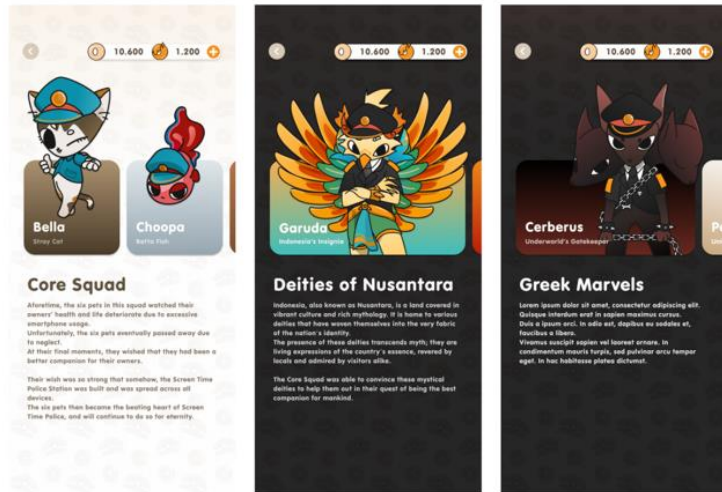 10.600 1.200
Bella
Stray Cat
Choopa
Betta Fish
Core Squad
Aforetime, the six pets in this squad watched their
owners' health and life deteriorate due to excessive
smartphone usage.
Unfortunately, the six pets eventually passed away due
to neglect.
At their final moments, they wished that they had been a
better companion for their owners.
Their wish was so strong that somehow, the Screen Time
Police Station was built and was spread across all
devices.
The six pets then became the beating heart of Screen
Time Police, and will continue to do so for eternity.
10.600 1.200
Garuda
Indonesia's Insignia
Deities of Nusantara
Indonesia, also known as Nusantara, is a land covered in
vibrant culture and rich mythology. It is home to various
deities that have woven themselves into the very fabric
of the nation's identity.
The presence of these deities transcends myth; they are
living expressions of the country's essence, revered by
locals and admired by visitors alike.
The Core Squad was able to convince these mystical
deities to help them out in their quest of being the best
companion for mankind.
10.600 1.200
Cerberus
Underworld's Gatekeeper
Greek Marvels
Lorem ipsum dolor sit amet, consectetur adipiscing elit.
Quisque interdum erat in sapien maximus cursus.
Duis a ipsum orci. In odio est, dapibus eu sodales et,
faucibus a libero.
Vivamus suscipit sapien vel laoreet ornare. In
condimentum mauris turpis, sed pulvinar arcu tempor
eget. In hac habitasse platea dictumst.